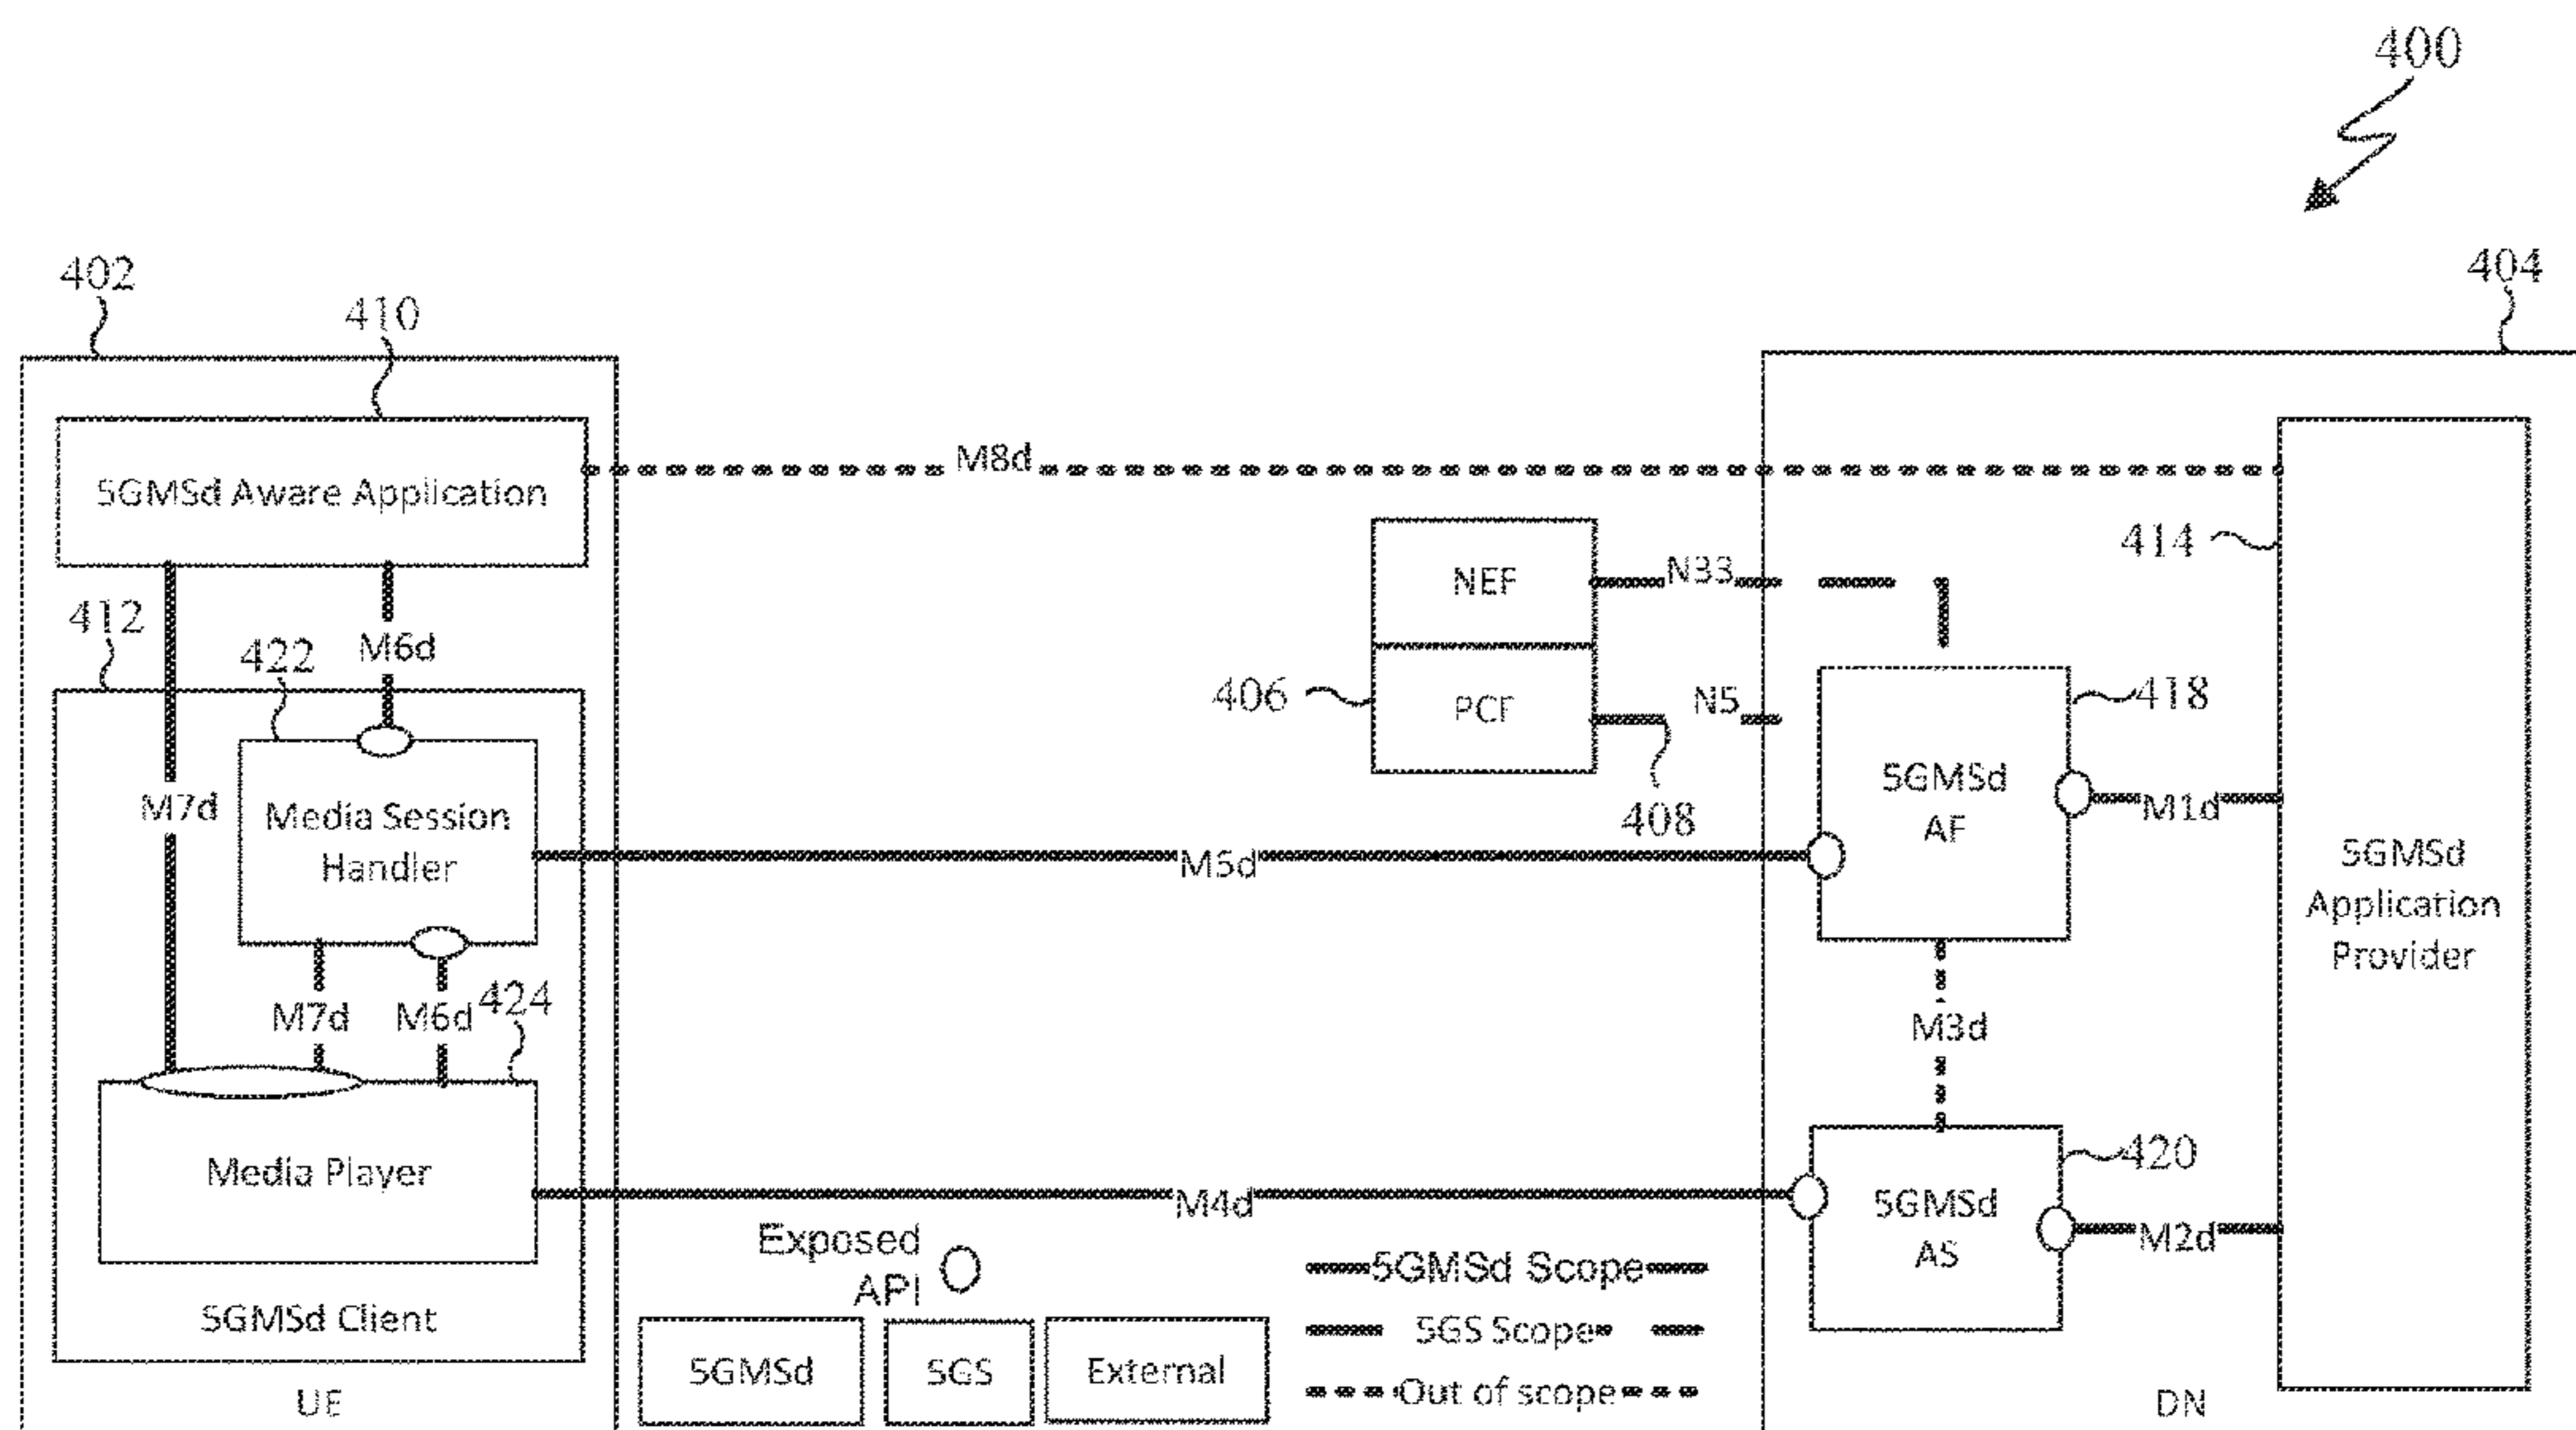 400
402
404
410
5GMSd Aware Application
M8d
414
NEF
N33
406
PCF
N5
408
418
412
422
M6d
M7d
Media Session
Handler
5GMSd
AF
M1d
M5d
5GMSd
Application
Provider
M7d
M6d
424
M3d
Media Player
M4d
420
5GMSd
AS
M2d
5GMSd Client
UE
Exposed
API
5GMSd
5GS
External
5GMSd Scope
5GS Scope
Out of scope
DN